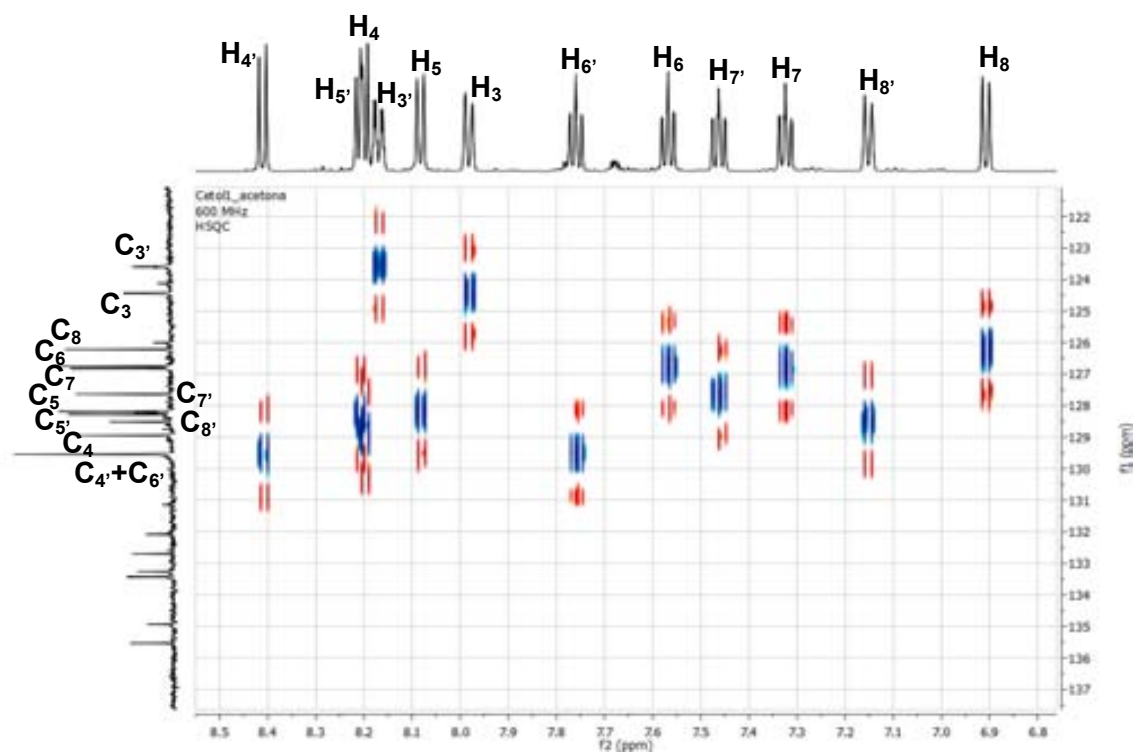 H4'
H4
H5'
H3'
H5
H3
H6'
H6
H7'
H7
H8'
H8
Cetol1_acetona
600 MHz
HSQC
C3'
C3
C8
C6
C7
C5
C5'
C4
C4'+C6'
C7'
C8'
122
123
124
125
126
127
128
129
130
131
132
133
134
135
136
137
f1 (ppm)
8.5 8.4 8.3 8.2 8.1 8.0 7.9 7.8 7.7 7.6 7.5 7.4 7.3 7.2 7.1 7.0 6.9 6.8
f2 (ppm)